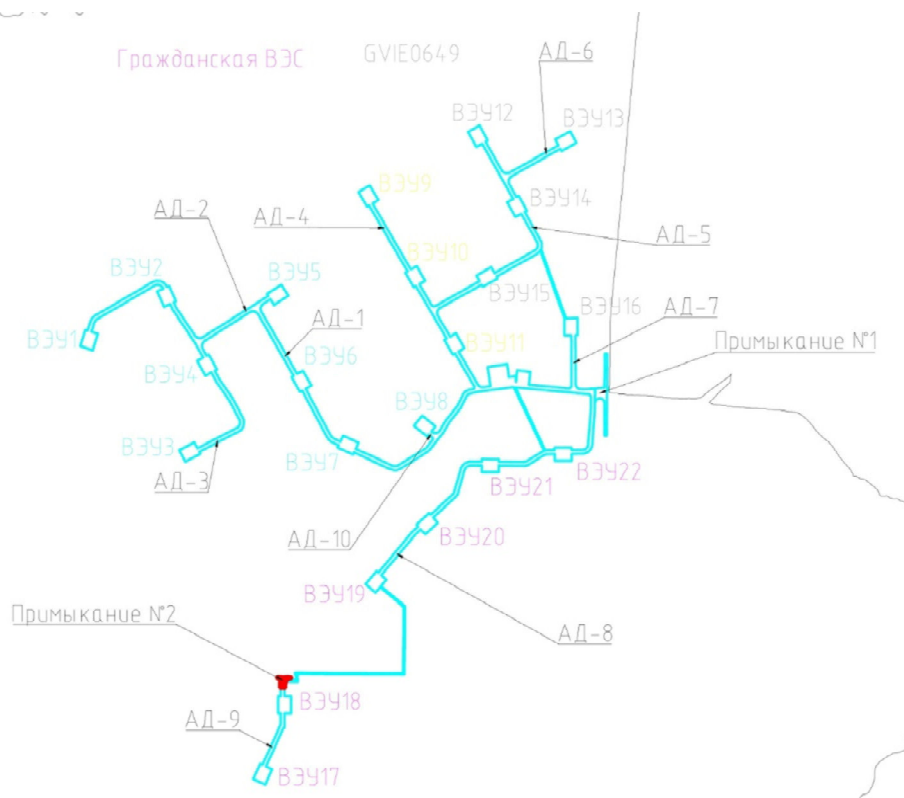 Гражданская ВЭС
GVIE0649
АД-6
ВЭУ12
ВЭУ13
ВЭУ9
ВЭУ14
АД-2
АД-4
АД-5
ВЭУ10
ВЭУ2
ВЭУ5
ВЭУ15
АД-1
ВЭУ16
АД-7
ВЭУ1
ВЭУ11
Примыкание №1
ВЭУ6
ВЭУ4
ВЭУ8
ВЭУ3
ВЭУ7
ВЭУ22
АД-3
ВЭУ21
АД-10
ВЭУ20
ВЭУ19
Примыкание №2
АД-8
ВЭУ18
АД-9
ВЭУ17